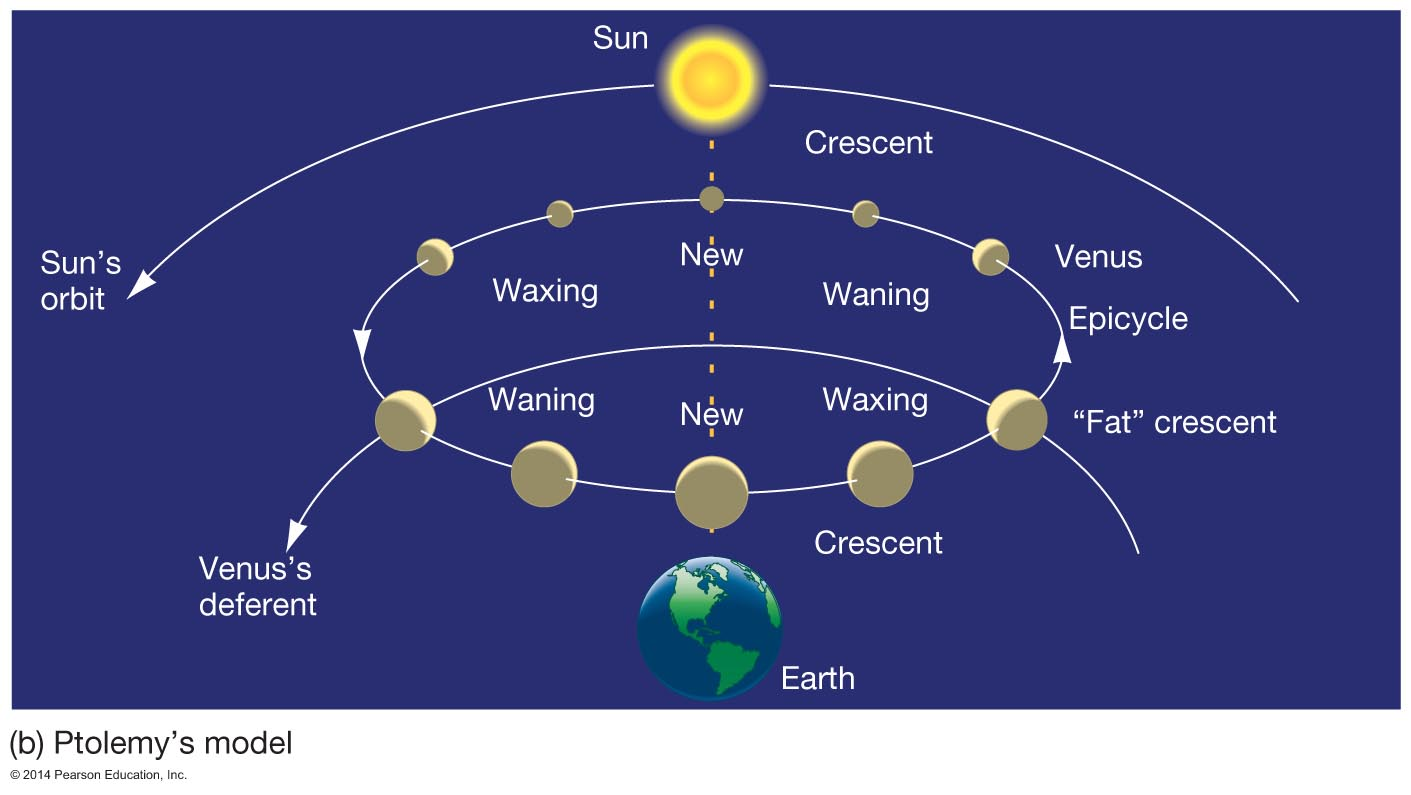 Sun
Crescent
Sun's
orbit
New
Venus
Waxing
Waning
Epicycle
Waning
New
Waxing
“Fat” crescent
Crescent
Venus's
deferent
Earth
(b) Ptolemy's model
© 2014 Pearson Education, Inc.